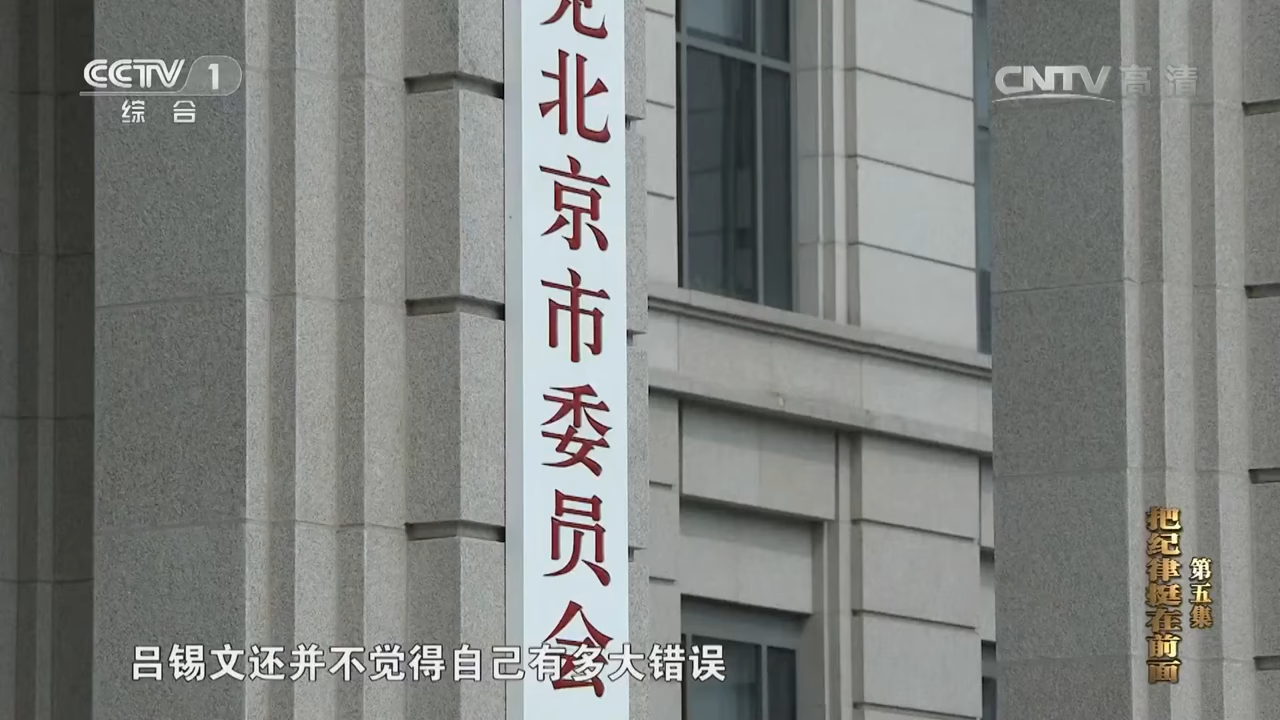 CCTV 1
综合
CNTV 高清
党北京市委员会
把纪律挺在前面
第五集
吕锡文还并不觉得自己有多大错误